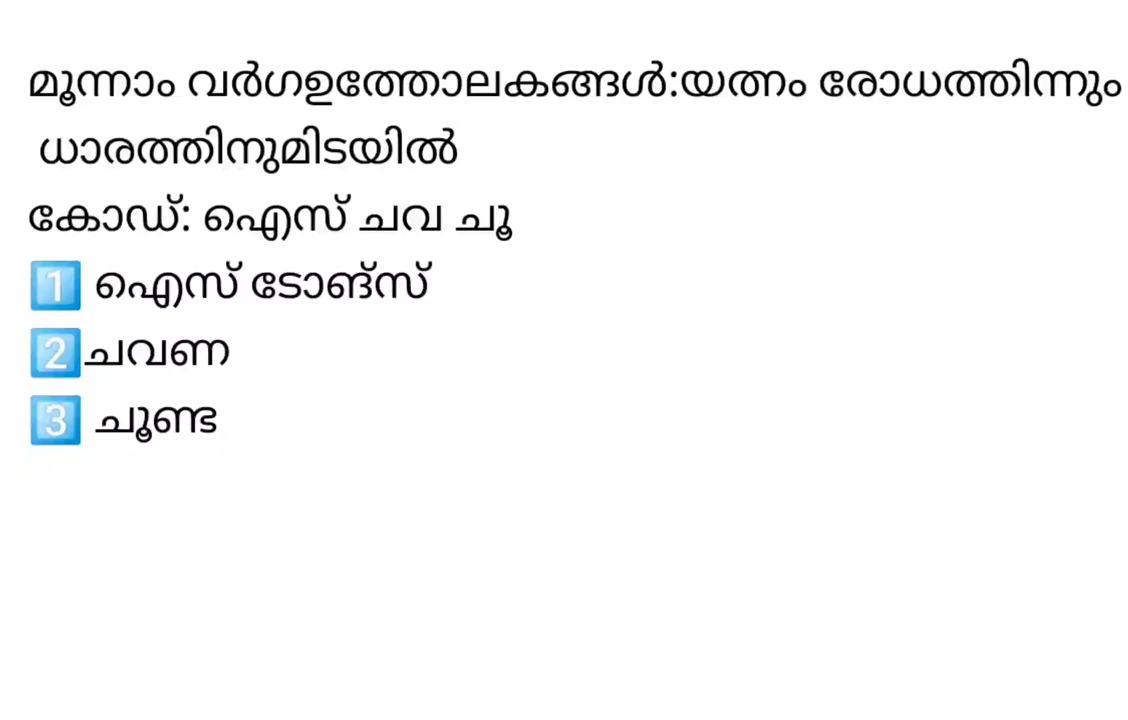 മൂന്നാം വർഗഉത്തോലകങ്ങൾ:യത്നം രോധത്തിന്നും
ധാരത്തിനുമിടയിൽ
കോഡ്: ഐസ് ചവ ചൂ
1️⃣ ഐസ് ടോങ്സ്
2️⃣ചവണ
3️⃣ ചൂണ്ട